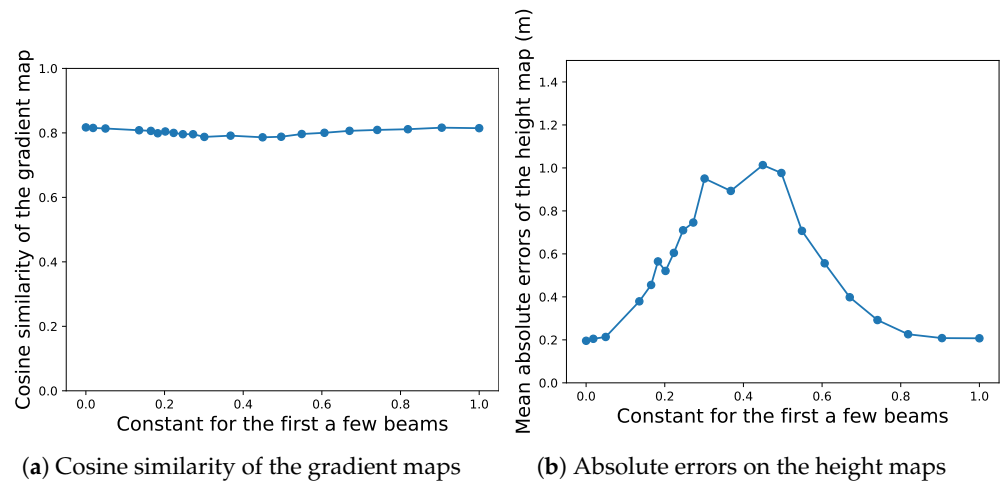 Cosine similarity of the gradient map
1.0
0.8
0.6
0.4
0.2
0.0
0.0 0.2 0.4 0.6 0.8 1.0
Constant for the first a few beams
(a) Cosine similarity of the gradient maps
Mean absolute errors of the height map (m)
1.4
1.2
1.0
0.8
0.6
0.4
0.2
0.0
0.0 0.2 0.4 0.6 0.8 1.0
Constant for the first a few beams
(b) Absolute errors on the height maps